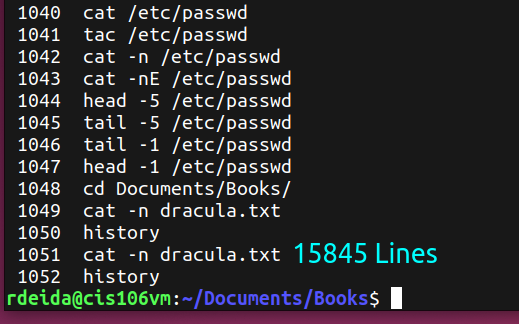 1040  cat /etc/passwd
1041  tac /etc/passwd
1042  cat -n /etc/passwd
1043  cat -nE /etc/passwd
1044  head -5 /etc/passwd
1045  tail -5 /etc/passwd
1046  tail -1 /etc/passwd
1047  head -1 /etc/passwd
1048  cd Documents/Books/
1049  cat -n dracula.txt
1050  history
1051  cat -n dracula.txt 15845 Lines
1052  history
rdeida@cis106vm:~/Documents/Books$